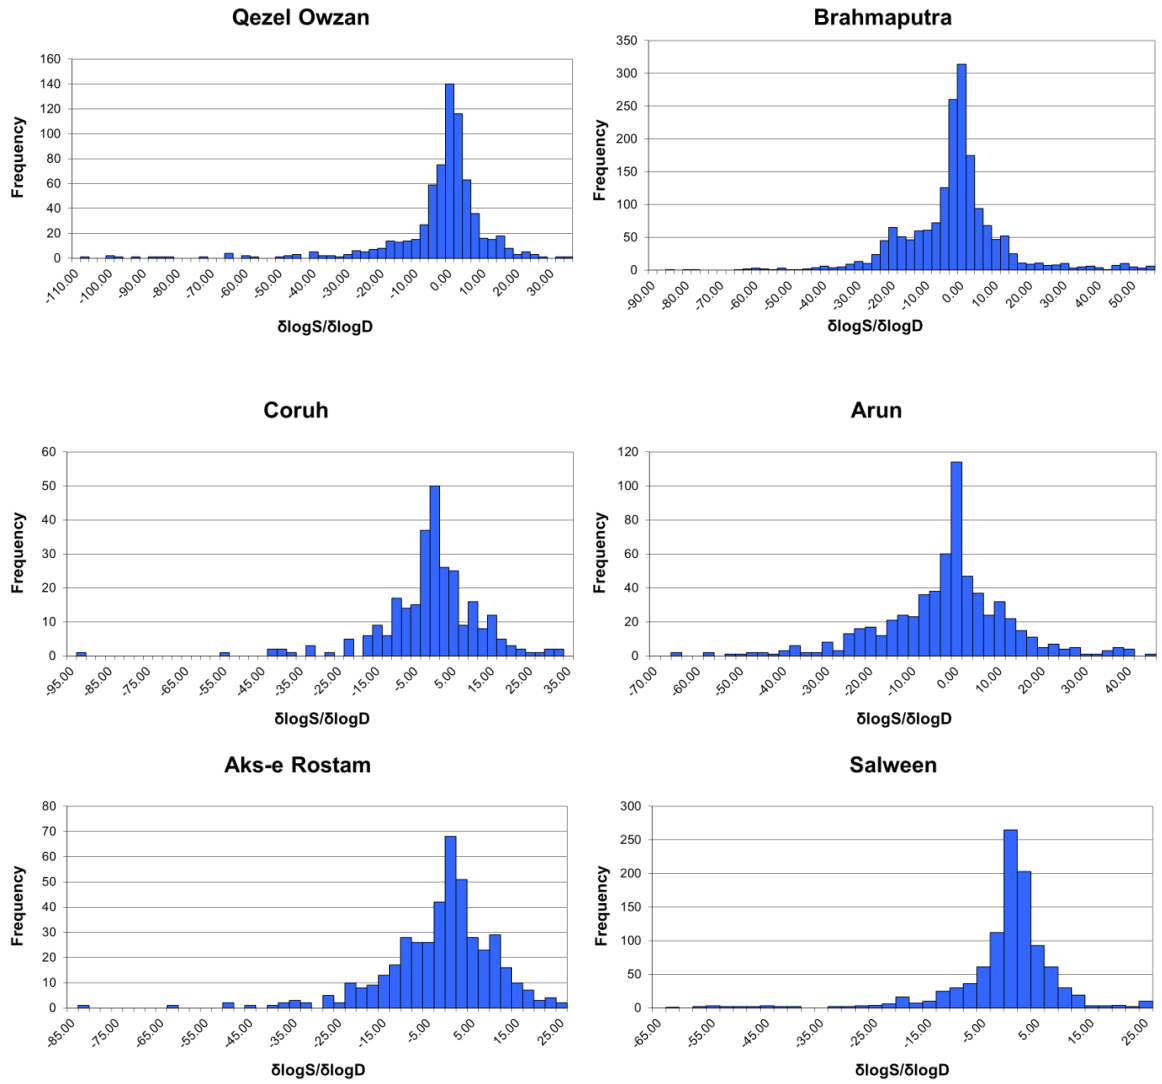 Qezel Owzan
160
140
120
100
80
60
40
20
0
Frequency
-110.00 -100.00 -90.00 -80.00 -70.00 -60.00 -50.00 -40.00 -30.00 -20.00 -10.00 0.00 10.00 20.00 30.00
δlogS/δlogD
Brahmaputra
350
300
250
200
150
100
50
0
Frequency
-90.00 -80.00 -70.00 -60.00 -50.00 -40.00 -30.00 -20.00 -10.00 0.00 10.00 20.00 30.00 40.00 50.00
δlogS/δlogD
Coruh
60
50
40
30
20
10
0
Frequency
-95.00 -85.00 -75.00 -65.00 -55.00 -45.00 -35.00 -25.00 -15.00 -5.00 5.00 15.00 25.00 35.00
δlogS/δlogD
Arun
120
100
80
60
40
20
0
Frequency
-70.00 -60.00 -50.00 -40.00 -30.00 -20.00 -10.00 0.00 10.00 20.00 30.00 40.00
δlogS/δlogD
Aks-e Rostam
80
70
60
50
40
30
20
10
0
Frequency
-85.00 -75.00 -65.00 -55.00 -45.00 -35.00 -25.00 -15.00 -5.00 5.00 15.00 25.00
δlogS/δlogD
Salween
300
250
200
150
100
50
0
Frequency
-65.00 -55.00 -45.00 -35.00 -25.00 -15.00 -5.00 5.00 15.00 25.00
δlogS/δlogD